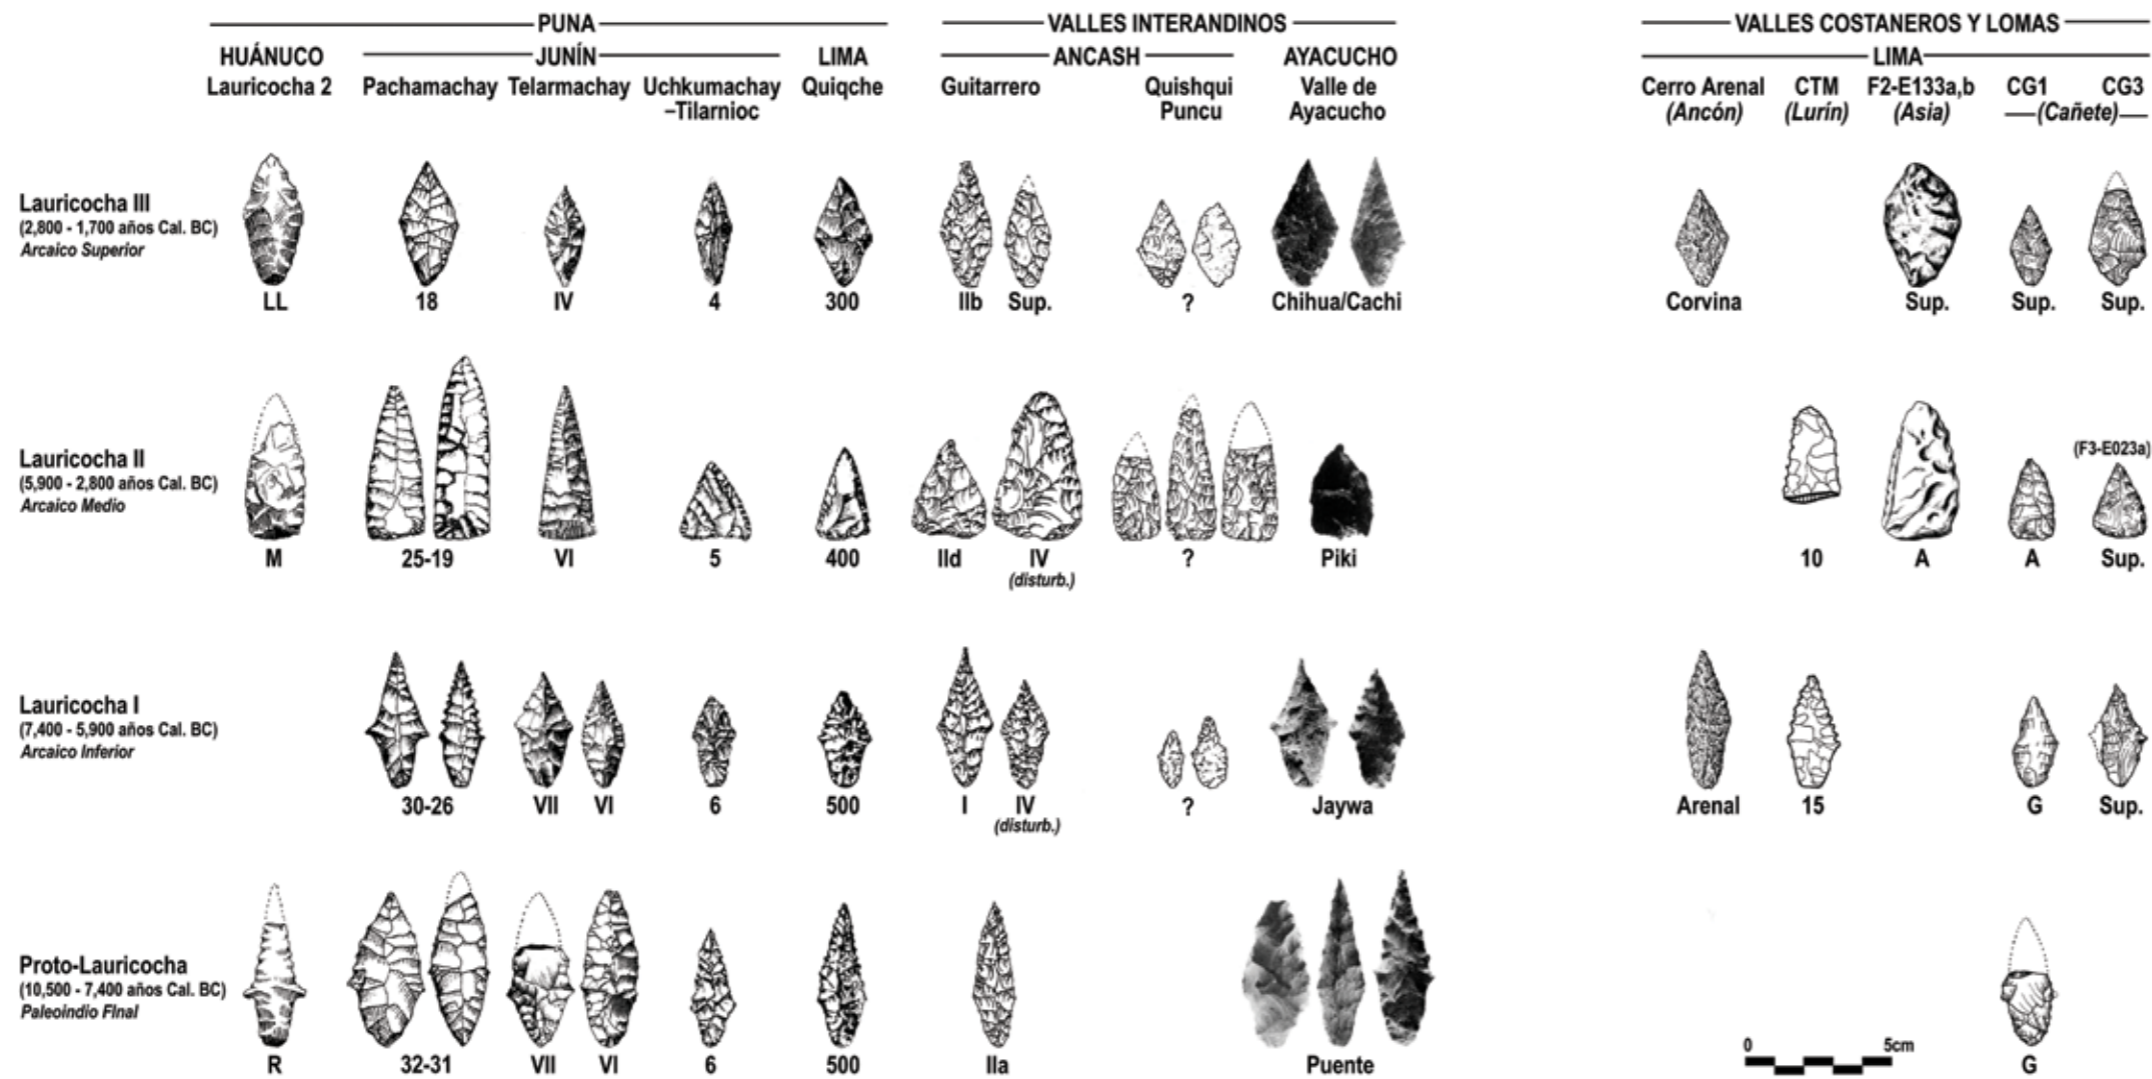 PUNA VALLES INTERANDINOS VALLES COSTANEROS Y LOMAS
HUÁNUCO JUNÍN LIMA ANCASH AYACUCHO LIMA
Lauricocha 2 Pachamachay Telarmachay Uchkumachay Quiqche Guitarrero Quishqui Valle de Cerro Arenal CTM F2-E133a,b CG1 CG3
–Tilarnioc Puncu Ayacucho (Ancón) (Lurín) (Asia) (Cañete)
Lauricocha III
(2,800 - 1,700 años Cal. BC)
Arcaico Superior
LL 18 IV 4 300 IIb Sup. ? Chihua/Cachi Corvina Sup. Sup. Sup.
(F3-E023a)
Lauricocha II
(5,900 - 2,800 años Cal. BC)
Arcaico Medio
M 25-19 VI 5 400 IId IV ? Piki 10 A A Sup.
(disturb.)
Lauricocha I
(7,400 - 5,900 años Cal. BC)
Arcaico Inferior
30-26 VII VI 6 500 I IV ? Jaywa Arenal 15 G Sup.
(disturb.)
Proto-Lauricocha
(10,500 - 7,400 años Cal. BC)
Paleoindio FInal
0 5cm
R 32-31 VII VI 6 500 IIa Puente G